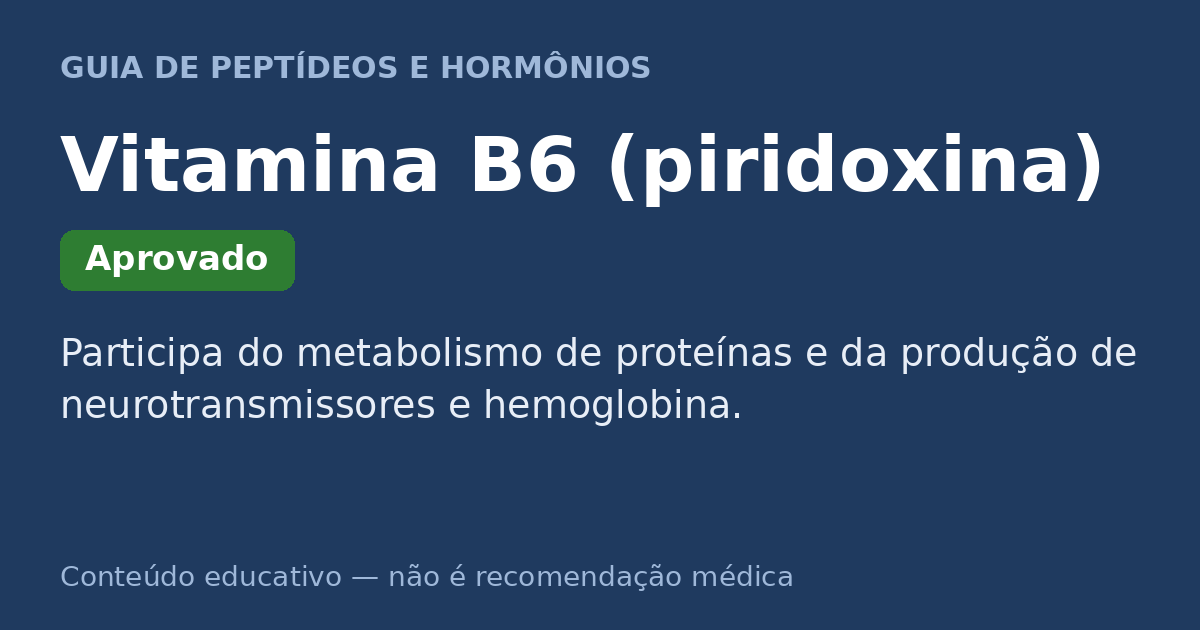 GUIA DE PEPTÍDEOS E HORMÔNIOS
Vitamina B6 (piridoxina)
Aprovado
Participa do metabolismo de proteínas e da produção de
neurotransmissores e hemoglobina.
Conteúdo educativo — não é recomendação médica